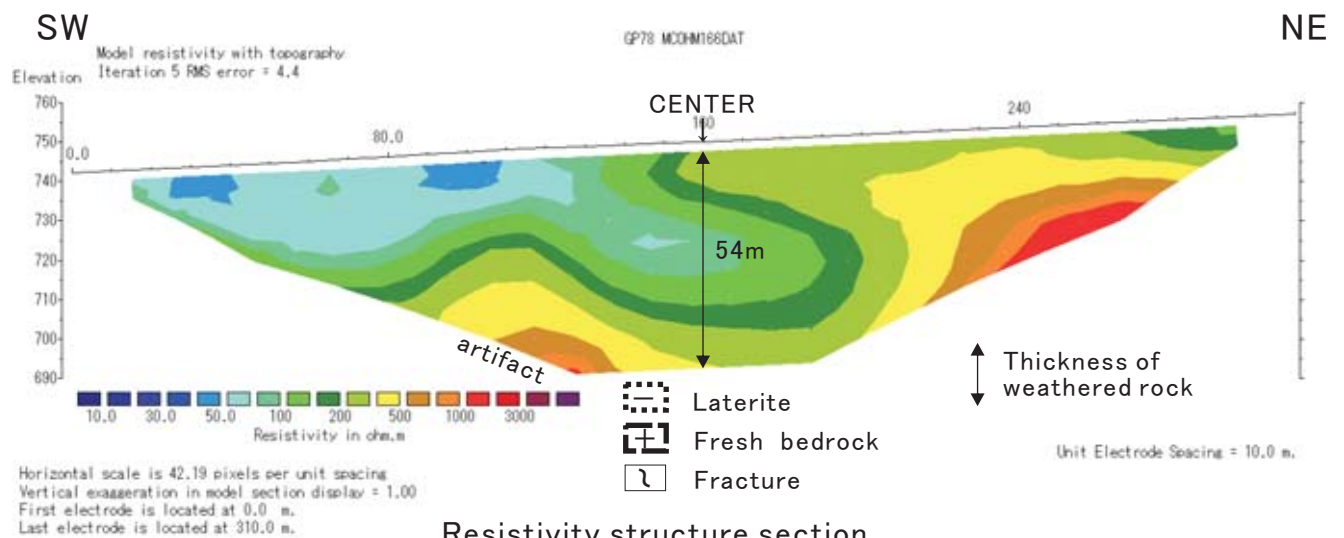 SW
NE
GP78 MCOHM166DAT
Model resistivity with topography
Iteration 5 RMS error = 4.4
Elevation
760
750
740
730
720
710
700
690
0.0
80.0
CENTER
160
240
54m
artifact
Thickness of
weathered rock
10.0 30.0 50.0 100 200 500 1000 3000
Resistivity in ohm.m
Laterite
Fresh bedrock
Fracture
Unit Electrode Spacing = 10.0 m.
Horizontal scale is 42.19 pixels per unit spacing
Vertical exaggeration in model section display = 1.00
First electrode is located at 0.0 m.
Last electrode is located at 310.0 m.
Resistivity structure section